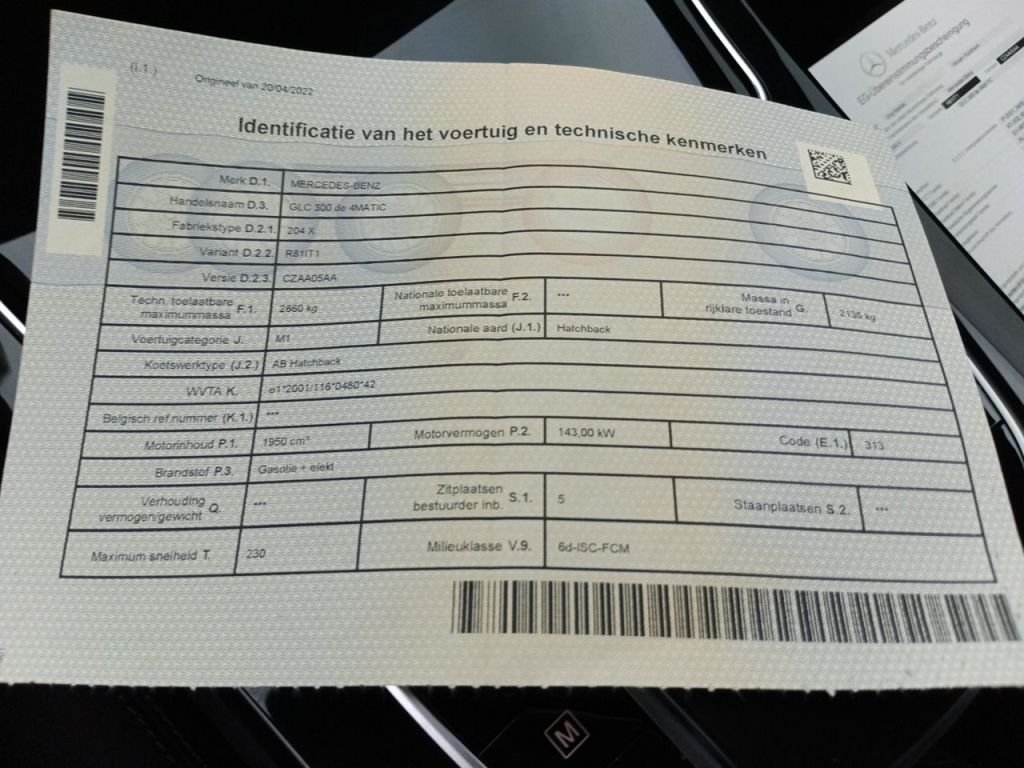 (I.1.)
Origineel van 20/04/2022
Identificatie van het voertuig en technische kenmerken
Merk D.1. MERCEDES-BENZ
Handelsnaam D.3. GLC 300 de 4MATIC
Fabriekstype D.2.1. 204 X
Variant D.2.2. R81IT1
Versie D.2.3. CZAA05AA
Techn. toelaatbare maximummassa F.1. 2660 kg Nationale toelaatbare maximummassa F.2. *** Massa in rijklare toestand G. 2135 kg
Voertuigcategorie J. M1 Nationale aard (J.1.) Hatchback
Koetswerktype (J.2.) AB Hatchback
WVTA K. e1*2001/116*0480*42
Belgisch ref.nummer (K.1.) ***
Motorinhoud P.1. 1950 cm³ Motorvermogen P.2. 143,00 kW Code (E.1.) 313
Brandstof P.3. Gasolie + elekt
Verhouding vermogen/gewicht Q. *** Zitplaatsen bestuurder inb. S.1. 5 Staanplaatsen S.2. ***
Maximum snelheid T. 230 Milieuklasse V.9. 6d-ISC-FCM
Mercedes-Benz
EG-Übereinstimmungsbescheinigung
M